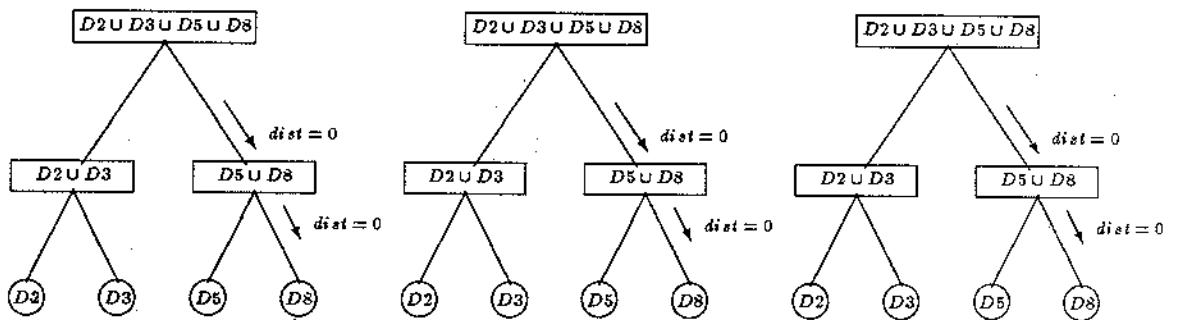 D2 ∪ D3 ∪ D5 ∪ D8
D2 ∪ D3 ∪ D5 ∪ D8
D2 ∪ D3 ∪ D5 ∪ D8
dist = 0
dist = 0
dist = 0
D2 ∪ D3
D5 ∪ D8
D2 ∪ D3
D5 ∪ D8
D2 ∪ D3
D5 ∪ D8
dist = 0
dist = 0
dist = 0
D2
D3
D5
D8
D2
D3
D5
D8
D2
D3
D5
D8